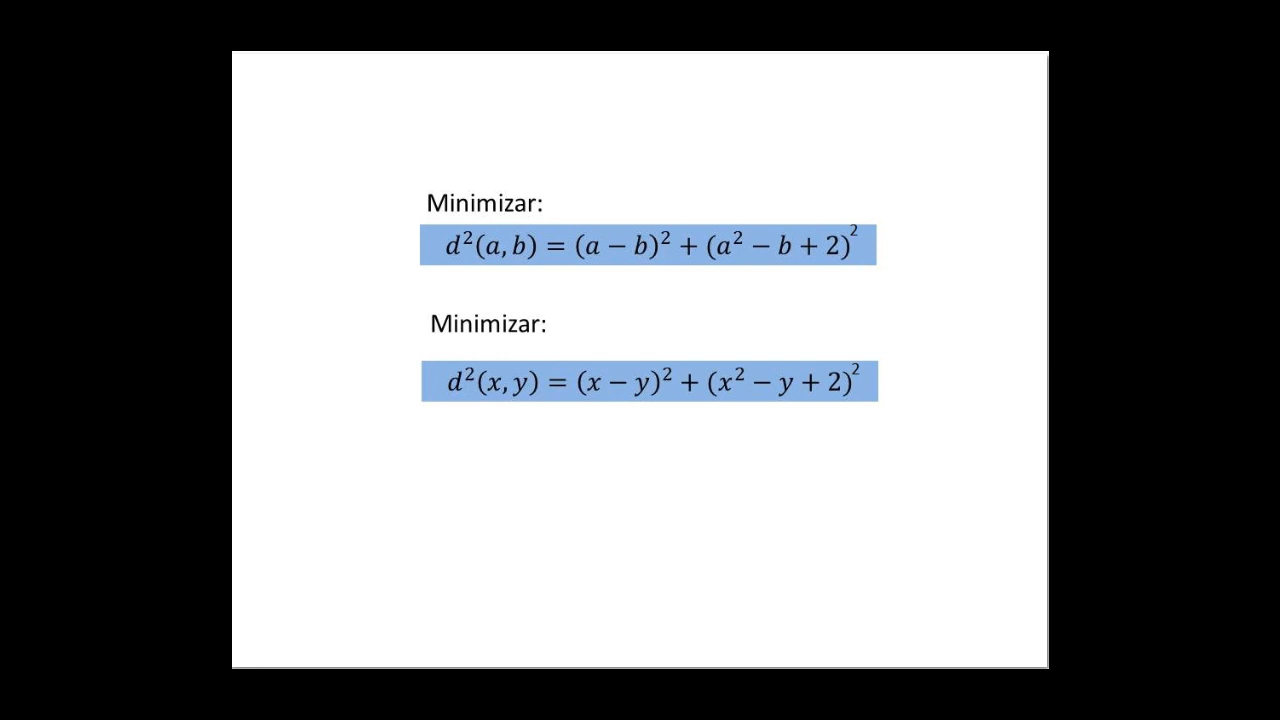 Minimizar:
d²(a, b) = (a − b)² + (a² − b + 2)²
Minimizar:
d²(x, y) = (x − y)² + (x² − y + 2)²